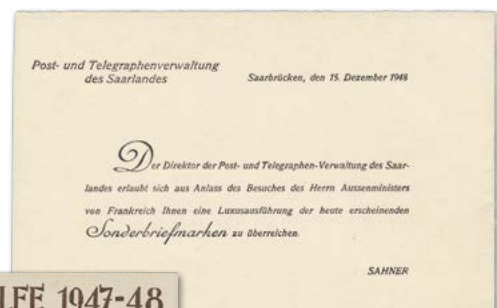 Post- und Telegraphenverwaltung
des Saarlandes
Saarbrücken, den 15. Dezember 1948
Der Direktor der Post- und Telegraphen-Verwaltung des Saar-
landes erlaubt sich aus Anlass des Besuches des Herrn Aussenministers
von Frankreich Ihnen eine Luxusausführung der heute erscheinenden
Sonderbriefmarken zu überreichen.
SAHNER
LFE 1947-48